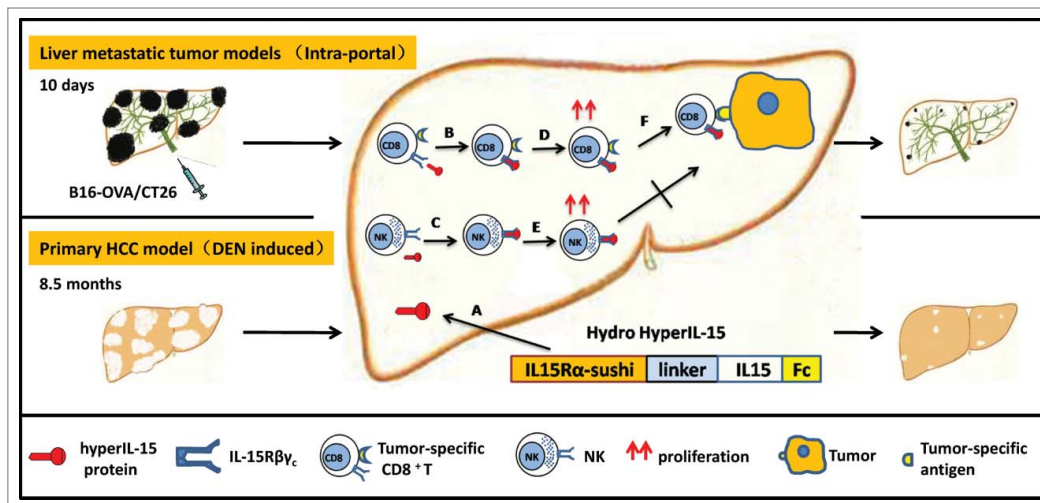 Liver metastatic tumor models （Intra-portal）
10 days
B16-OVA/CT26
Primary HCC model（DEN induced）
8.5 months
B
D
F
CD8
CD8
CD8
CD8
C
E
NK
NK
NK
A
Hydro HyperIL-15
IL15Rα-sushi linker IL15 Fc
hyperIL-15 protein
IL-15Rβγc
CD8
Tumor-specific
CD8 + T
NK
NK
proliferation
Tumor
Tumor-specific
antigen